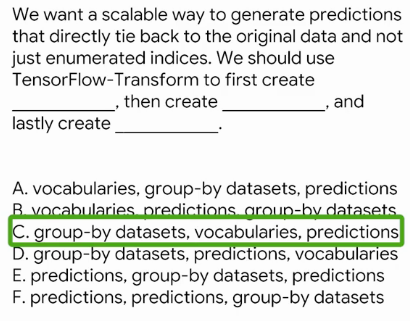 We want a scalable way to generate predictions
that directly tie back to the original data and not
just enumerated indices. We should use
TensorFlow-Transform to first create
____________, then create ____________, and
lastly create ____________.
A. vocabularies, group-by datasets, predictions
B. vocabularies, predictions, group-by datasets
C. group-by datasets, vocabularies, predictions
D. group-by datasets, predictions, vocabularies
E. predictions, group-by datasets, predictions
F. predictions, predictions, group-by datasets